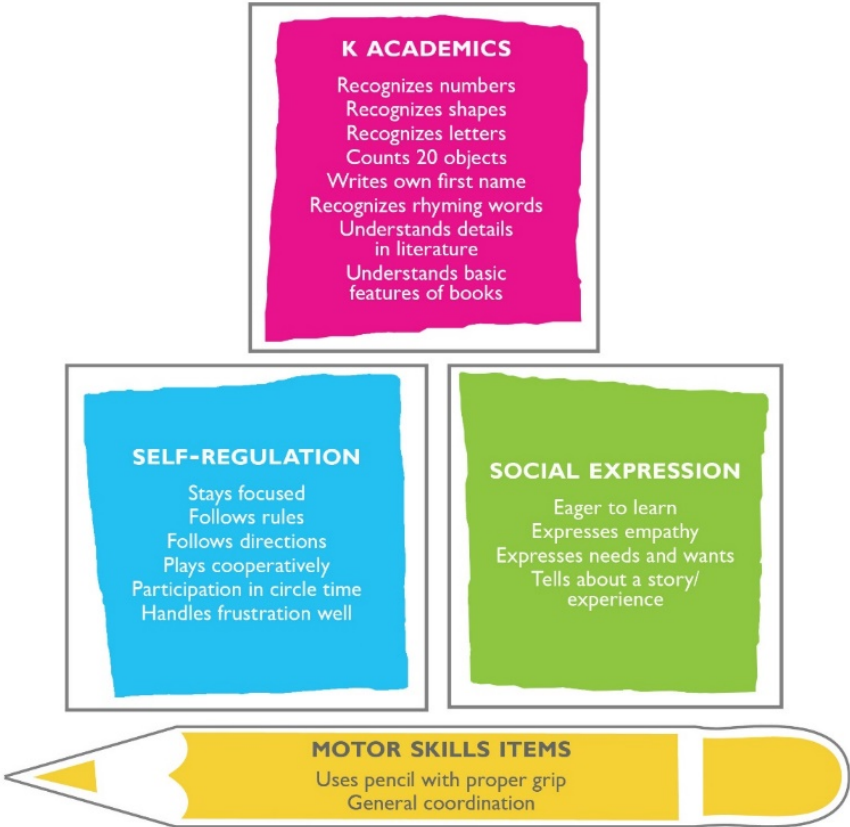 K ACADEMICS
Recognizes numbers
Recognizes shapes
Recognizes letters
Counts 20 objects
Writes own first name
Recognizes rhyming words
Understands details
in literature
Understands basic
features of books
SELF-REGULATION
Stays focused
Follows rules
Follows directions
Plays cooperatively
Participation in circle time
Handles frustration well
SOCIAL EXPRESSION
Eager to learn
Expresses empathy
Expresses needs and wants
Tells about a story/
experience
MOTOR SKILLS ITEMS
Uses pencil with proper grip
General coordination